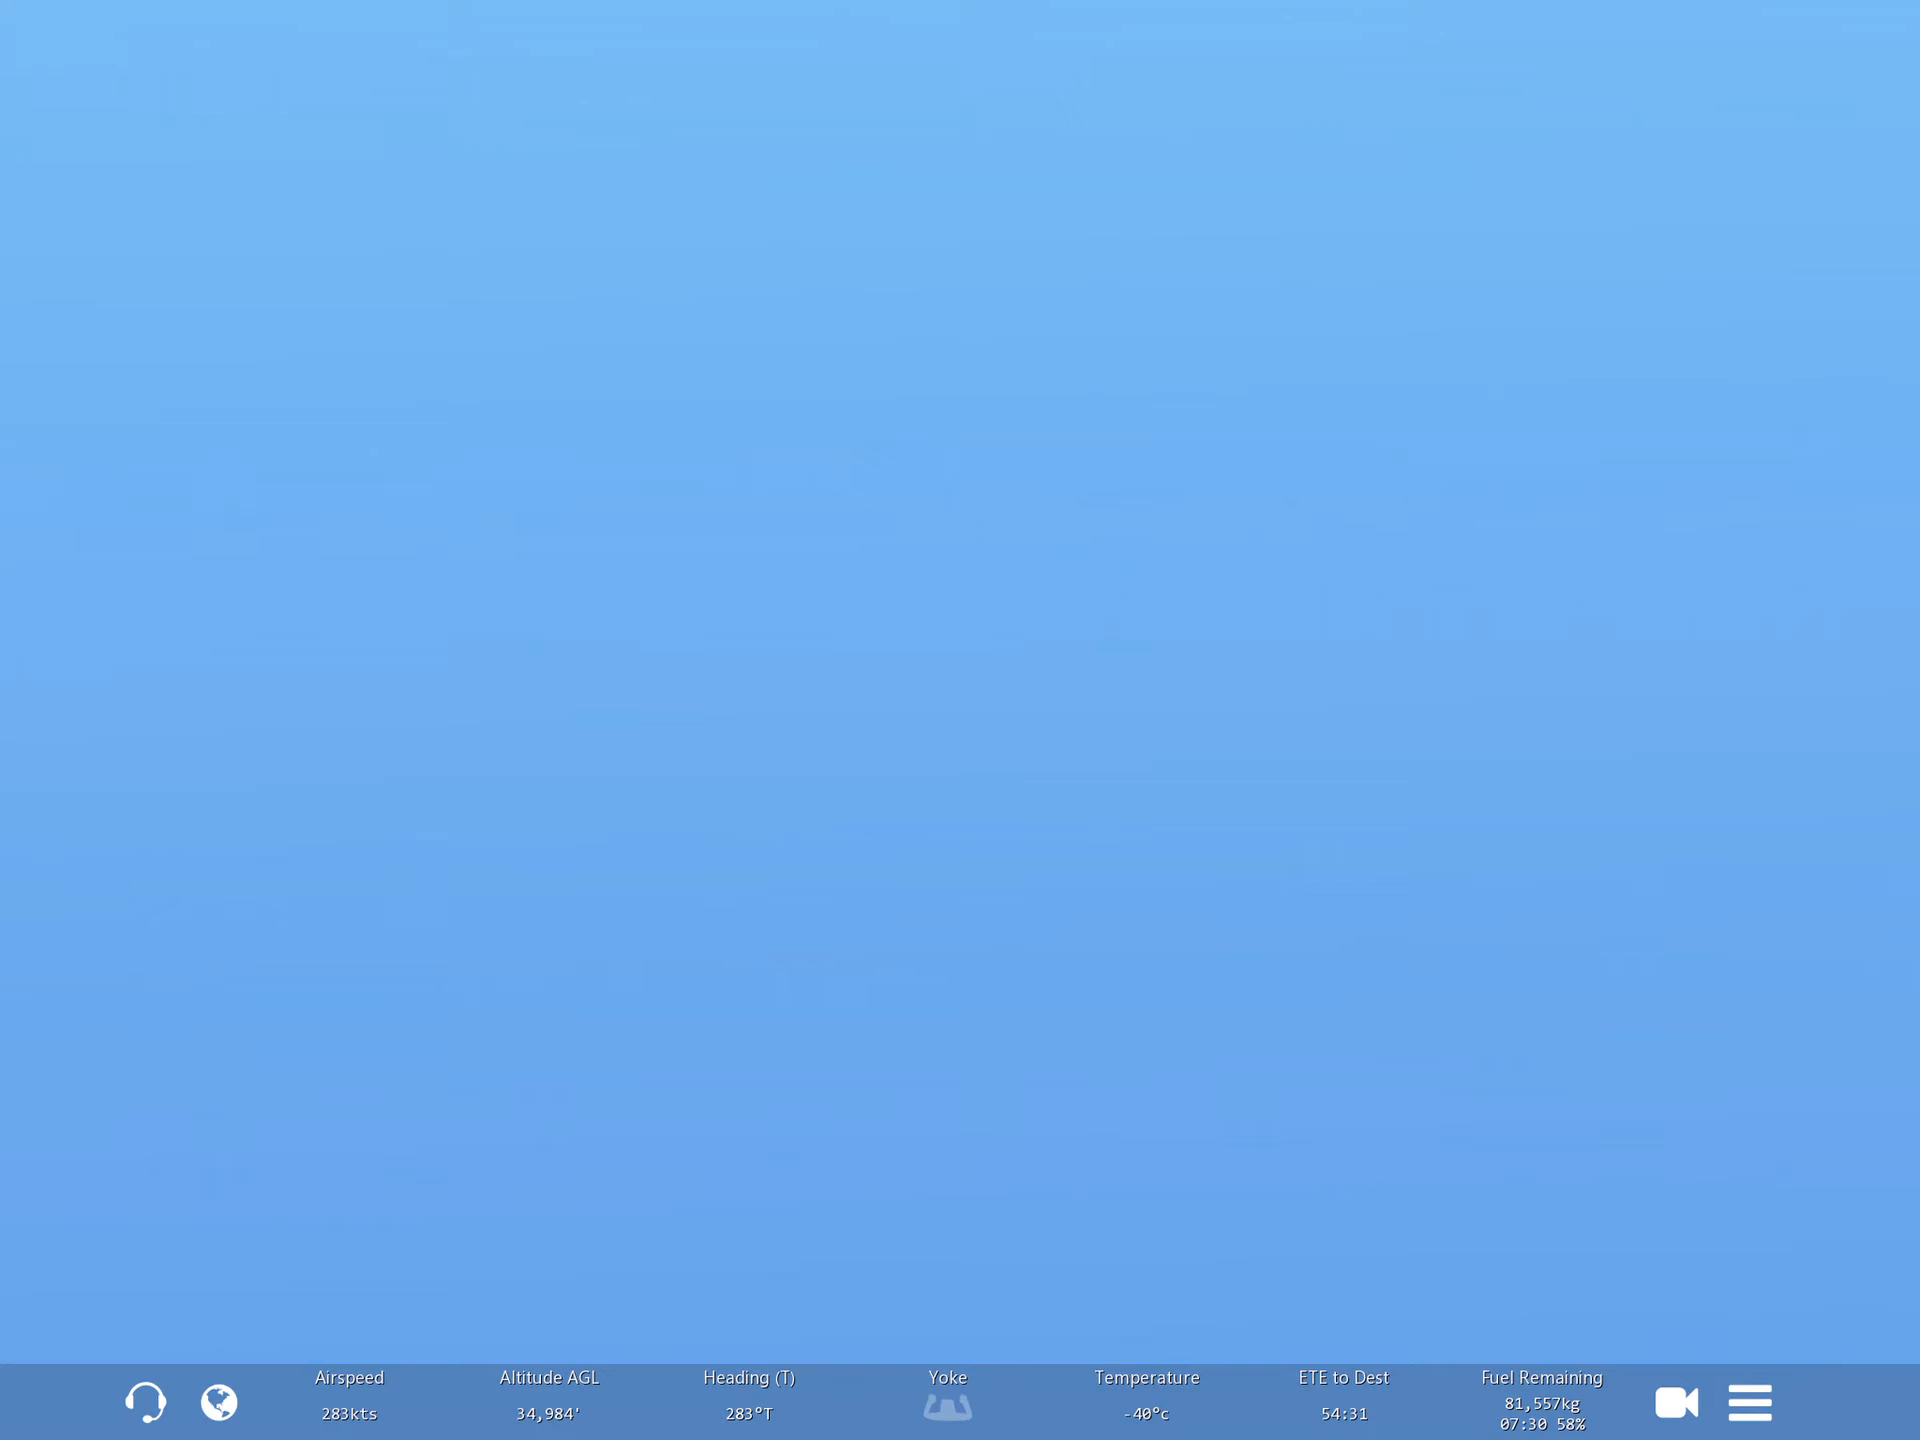 Airspeed
283kts
Altitude AGL
34,984'
Heading (T)
283°T
Yoke
Temperature
-40°c
ETE to Dest
54:31
Fuel Remaining
81,557kg
07:30 58%